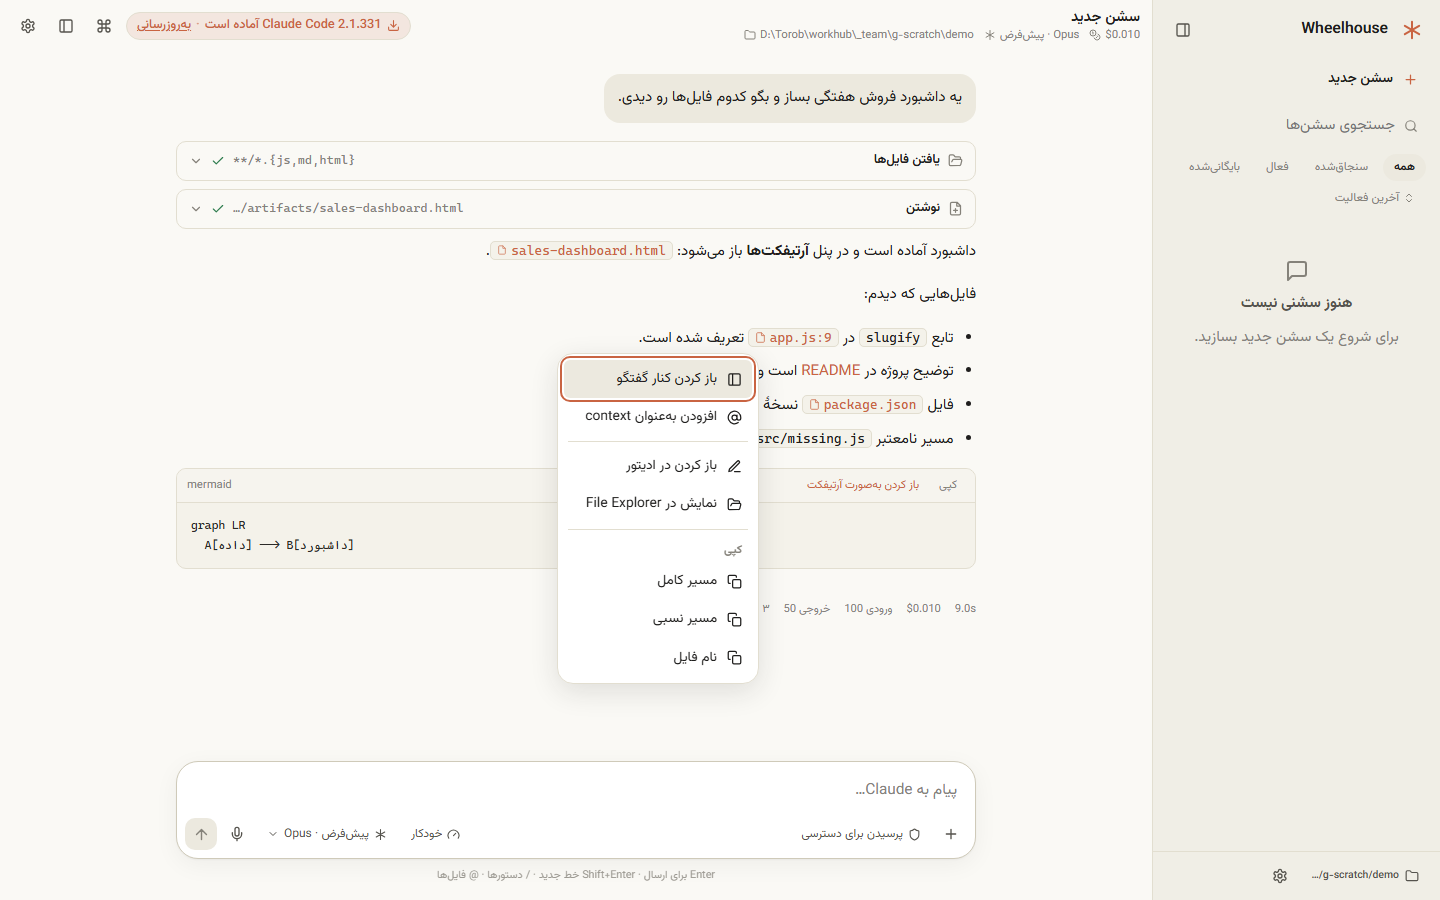 Wheelhouse
سشن جدید
جستجوی سشن‌ها
همه سنجاق‌شده فعال بایگانی‌شده
آخرین فعالیت
هنوز سشنی نیست
برای شروع یک سشن جدید بسازید.
…/g-scratch/demo
سشن جدید
$0.010 پیش‌فرض · Opus D:\Torob\workhub\_team\g-scratch\demo
Claude Code 2.1.331 آماده است · به‌روزرسانی
یه داشبورد فروش هفتگی بساز و بگو کدوم فایل‌ها رو دیدی.
یافتن فایل‌ها **/*.{js,md,html}
نوشتن …/artifacts/sales-dashboard.html
داشبورد آماده است و در پنل آرتیفکت‌ها باز می‌شود: sales-dashboard.html.
فایل‌هایی که دیدم:
تابع slugify در app.js:9 تعریف شده است.
توضیح پروژه در README است و
فایل package.json نسخهٔ
مسیر نامعتبر src/missing.js
کپی باز کردن به‌صورت آرتیفکت mermaid
graph LR
A[داده] --> B[داشبورد]
9.0s $0.010 ورودی 100 خروجی 50 ۳
باز کردن کنار گفتگو
افزودن به‌عنوان context
باز کردن در ادیتور
نمایش در File Explorer
کپی
مسیر کامل
مسیر نسبی
نام فایل
پیام به Claude…
پرسیدن برای دسترسی خودکار پیش‌فرض · Opus
Enter برای ارسال · Shift+Enter خط جدید · / دستورها · @ فایل‌ها